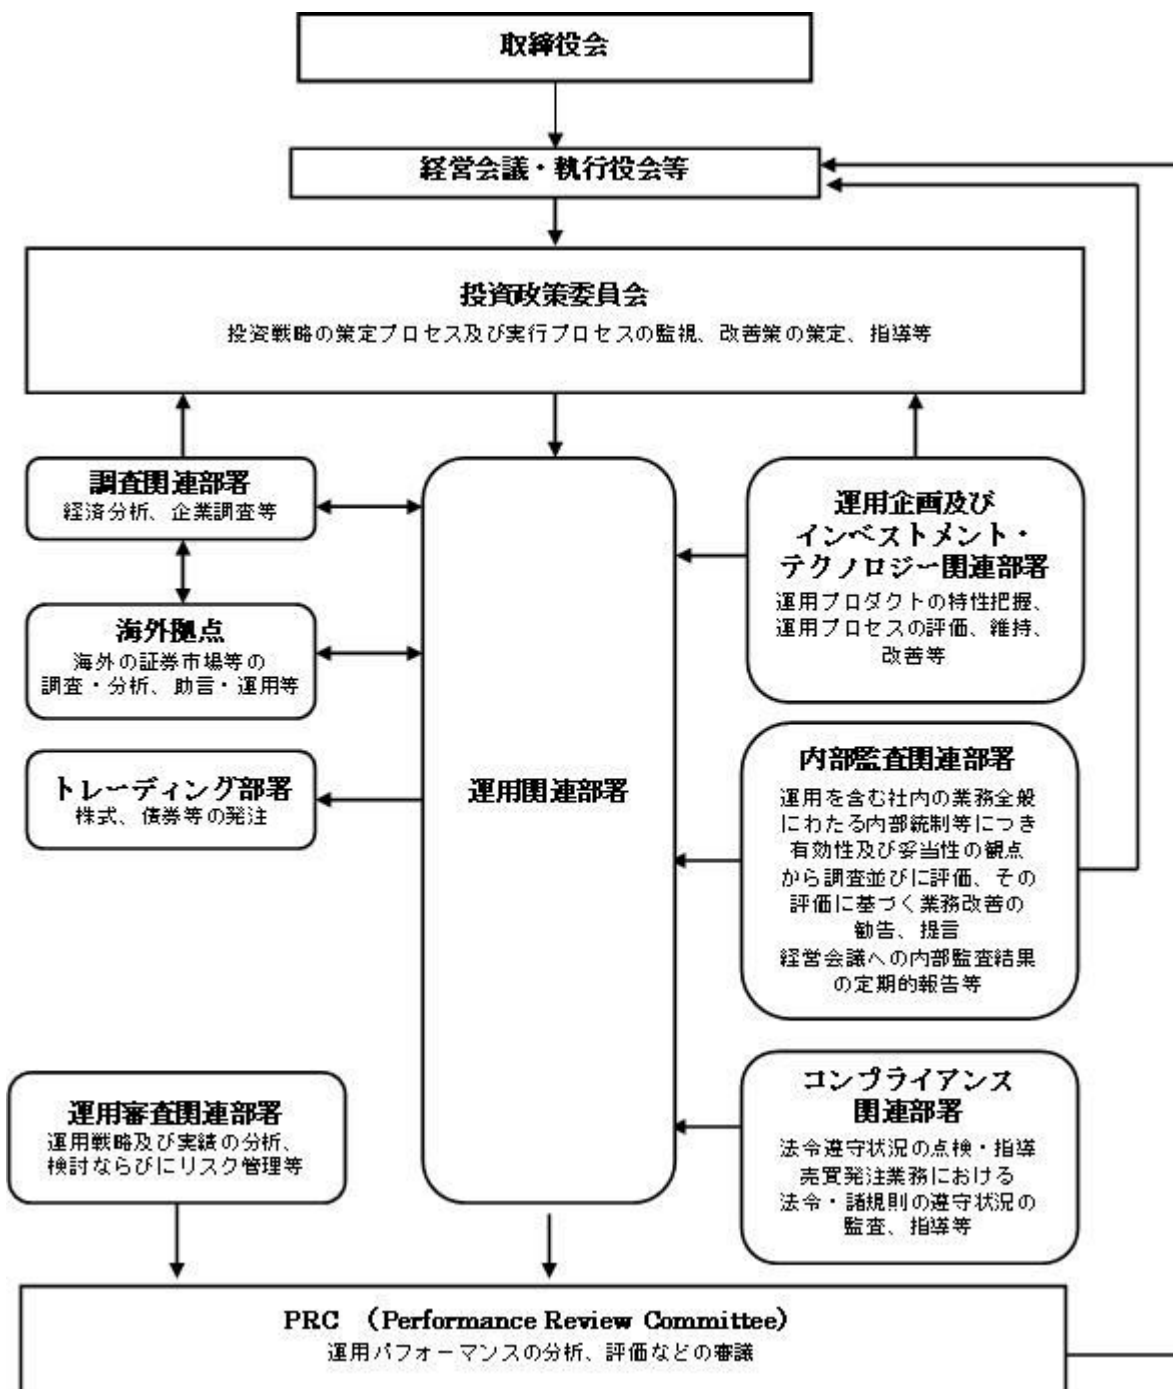 取締役会
経営会議・執行役会等
投資政策委員会
投資戦略の策定プロセス及び実行プロセスの監視、改善策の策定、指導等
調査関連部署
経済分析、企業調査等
海外拠点
海外の証券市場等の
調査・分析、助言・運用等
トレーディング部署
株式、債券等の発注
運用関連部署
運用企画及び
インベストメント・
テクノロジー関連部署
運用プロダクトの特性把握、
運用プロセスの評価、維持、
改善等
内部監査関連部署
運用を含む社内の業務全般
にわたる内部統制等につき
有効性及び妥当性の観点
から調査並びに評価、その
評価に基づく業務改善の
勧告、提言
経営会議への内部監査結果
の定期的報告等
コンプライアンス
関連部署
法令遵守状況の点検・指導
売買発注業務における
法令・諸規則の遵守状況の
監査、指導等
運用審査関連部署
運用戦略及び実績の分析、
検討ならびにリスク管理等
PRC （Performance Review Committee）
運用パフォーマンスの分析、評価などの審議